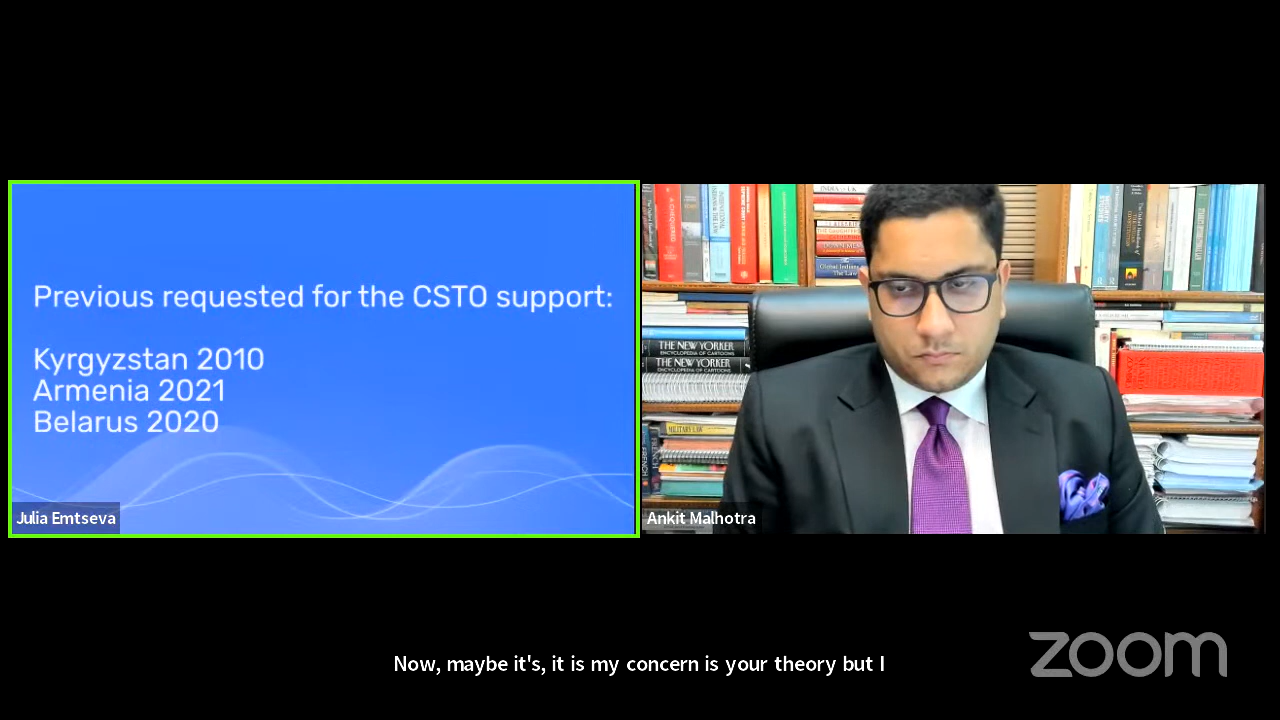 Previous requested for the CSTO support:
Kyrgyzstan 2010
Armenia 2021
Belarus 2020
Julia Emtseva
Ankit Malhotra
THE NEW YORKER
ENCYCLOPEDIA OF CARTOONS
THE NEW YORKER
ENCYCLOPEDIA OF CARTOONS
MILITARY LAW
Now, maybe it's, it is my concern is your theory but I
zoom